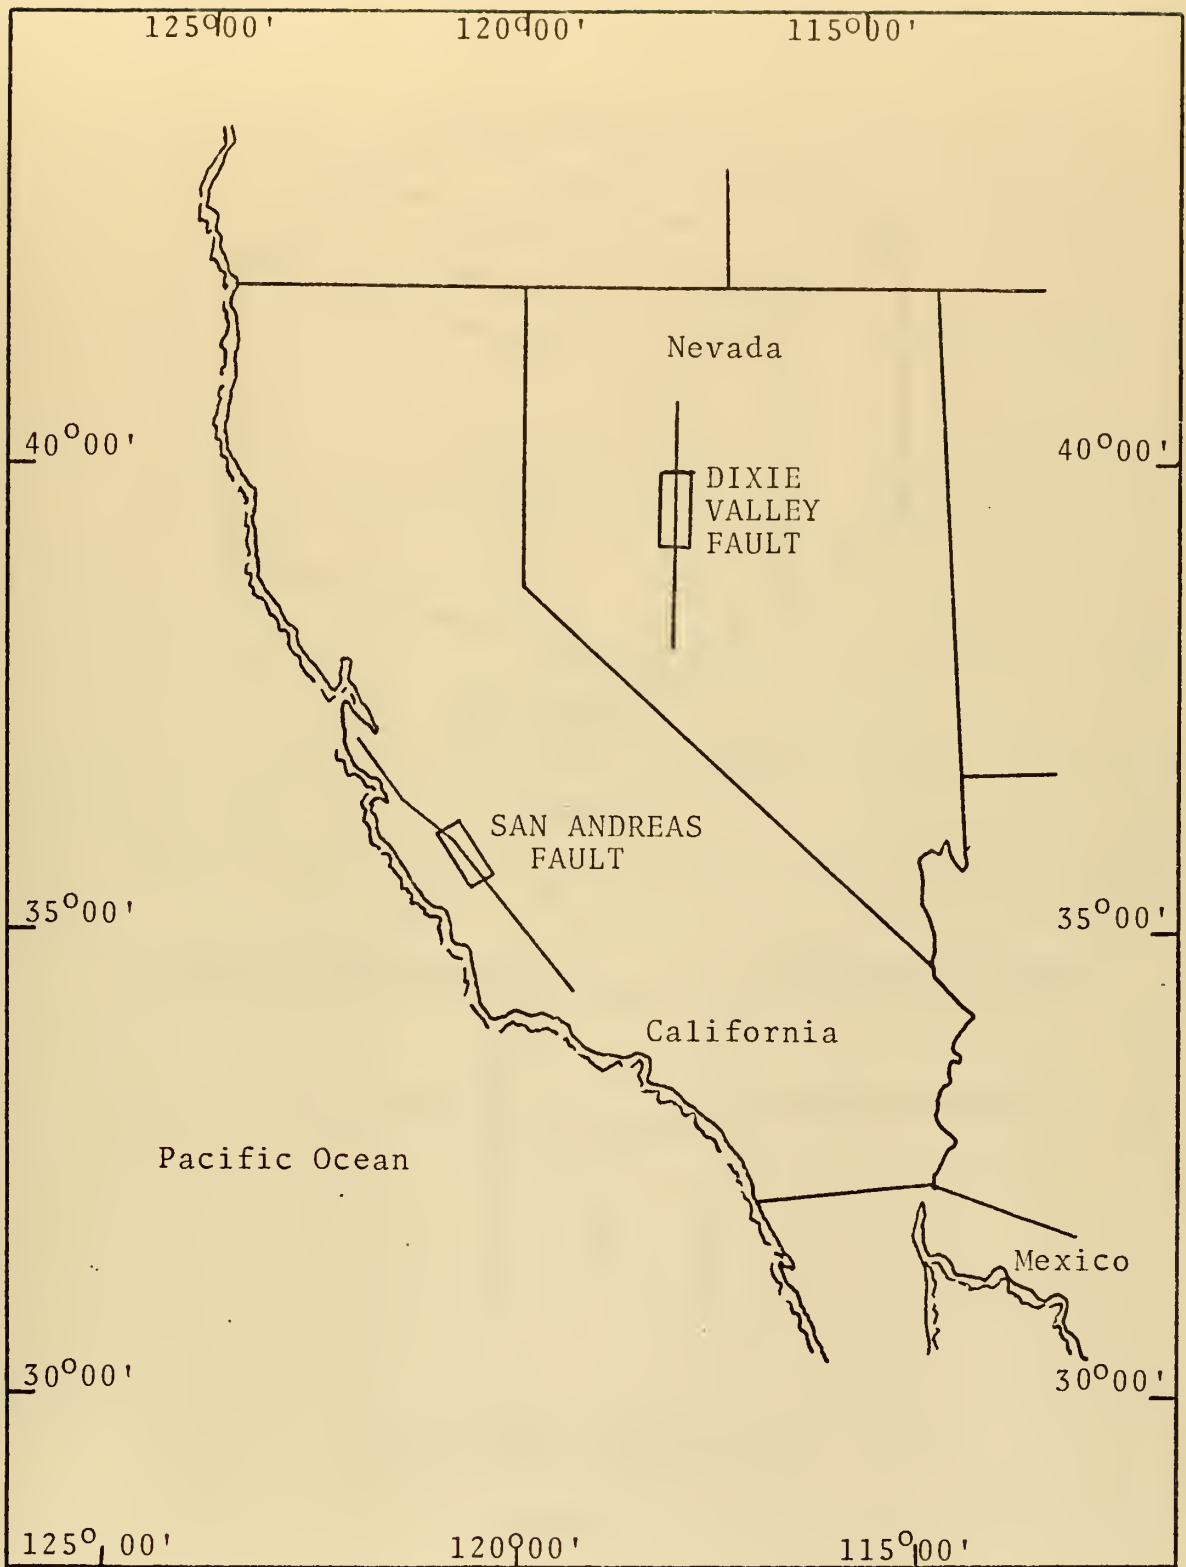 125°00' 120°00' 115°00'
Nevada
40°00' 40°00'
DIXIE
VALLEY
FAULT
SAN ANDREAS
FAULT
35°00' 35°00'
California
Pacific Ocean
Mexico
30°00' 30°00'
125° 00' 120°00' 115°00'